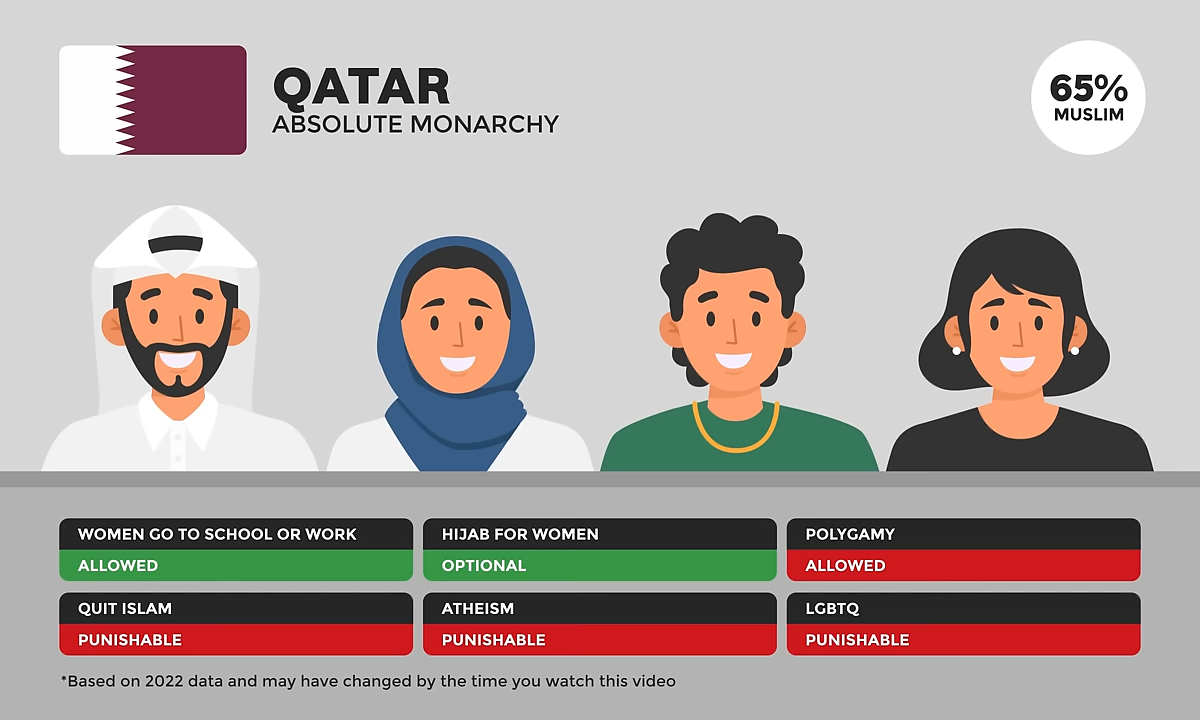 QATAR
ABSOLUTE MONARCHY
65%
MUSLIM
WOMEN GO TO SCHOOL OR WORK
ALLOWED
HIJAB FOR WOMEN
OPTIONAL
POLYGAMY
ALLOWED
QUIT ISLAM
PUNISHABLE
ATHEISM
PUNISHABLE
LGBTQ
PUNISHABLE
*Based on 2022 data and may have changed by the time you watch this video